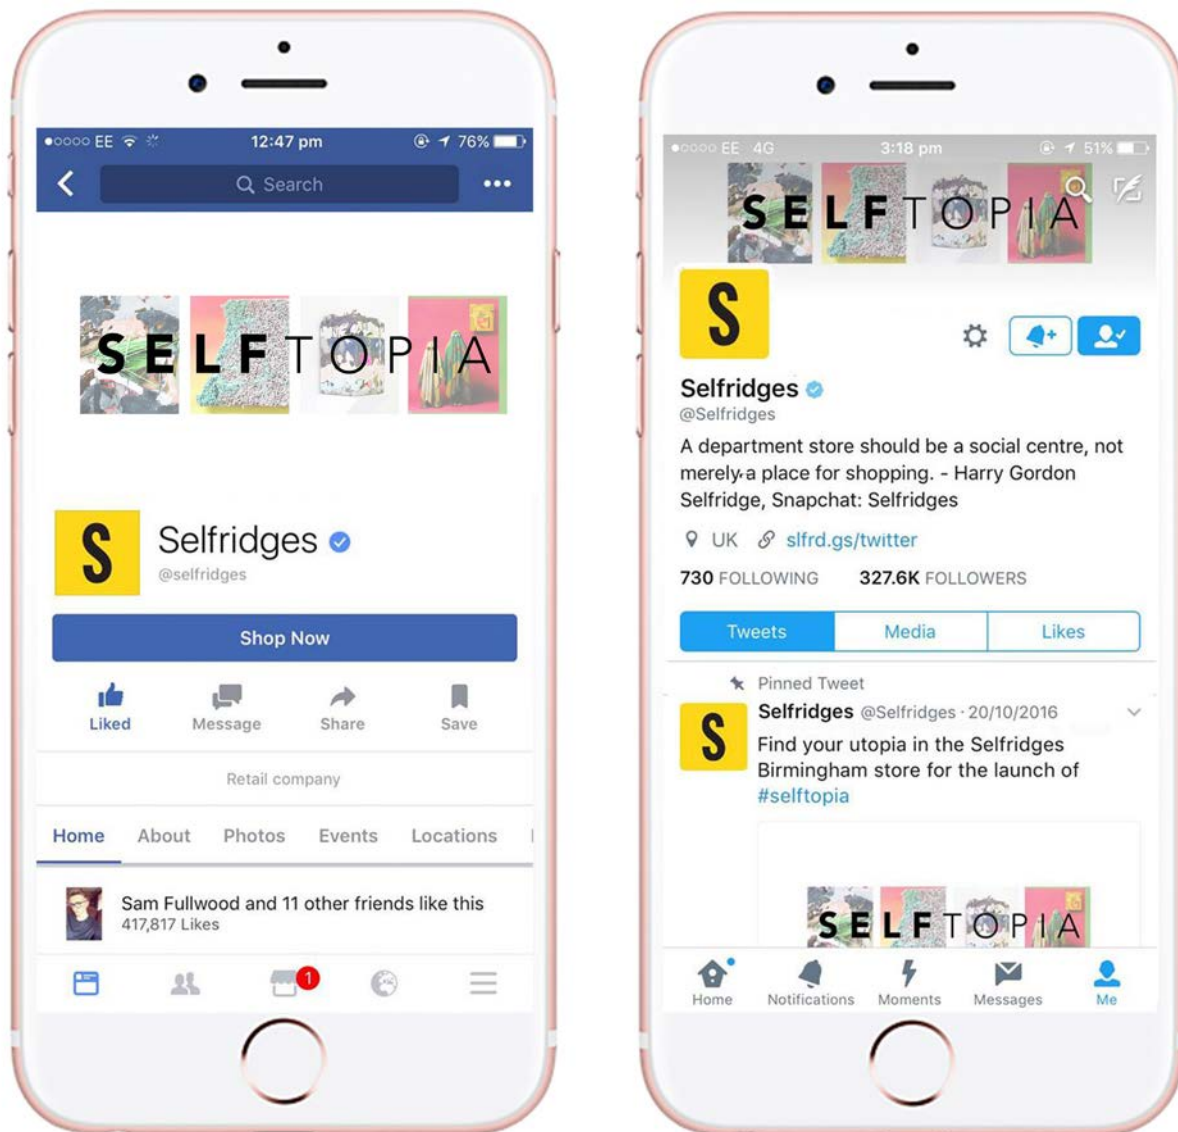 EE
12:47 pm
76%
Search
SELFTOPIA
S
Selfridges
@selfridges
Shop Now
Liked
Message
Share
Save
Retail company
Home
About
Photos
Events
Locations
Sam Fullwood and 11 other friends like this
417,817 Likes
1
EE 4G
3:18 pm
51%
SELFTOPIA
S
Selfridges
@Selfridges
A department store should be a social centre, not
merely a place for shopping. - Harry Gordon
Selfridge, Snapchat: Selfridges
UK slfrd.gs/twitter
730 FOLLOWING 327.6K FOLLOWERS
Tweets
Media
Likes
Pinned Tweet
S
Selfridges @Selfridges · 20/10/2016
Find your utopia in the Selfridges
Birmingham store for the launch of
#selftopia
SELFTOPIA
Home
Notifications
Moments
Messages
Me